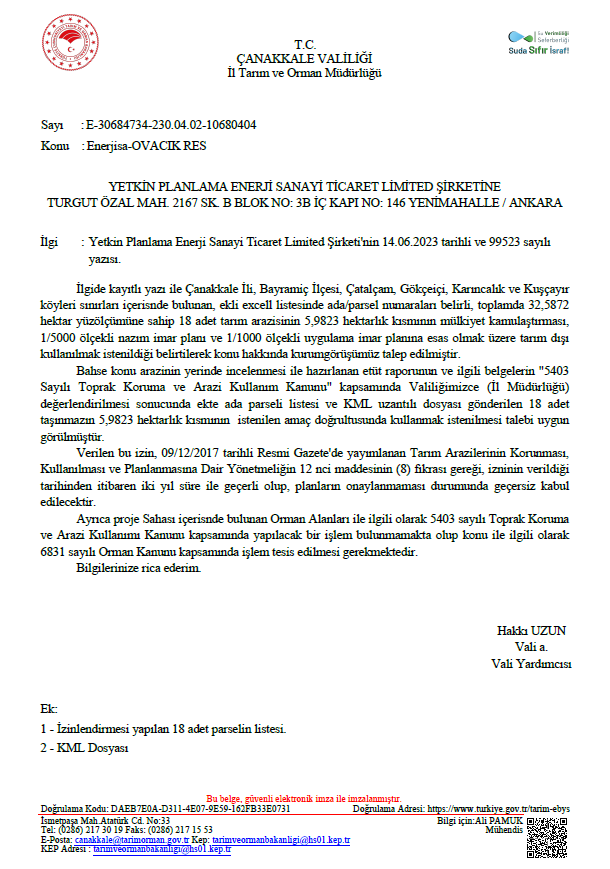 Ev Verimliliği
Seferberliği
Suda Sıfır İsraf!
T.C.
ÇANAKKALE VALİLİĞİ
İl Tarım ve Orman Müdürlüğü
Sayı : E-30684734-230.04.02-10680404
Konu : Enerjisa-OVACIK RES
YETKİN PLANLAMA ENERJİ SANAYİ TİCARET LİMİTED ŞİRKETİNE
TURGUT ÖZAL MAH. 2167 SK. B BLOK NO: 3B İÇ KAPI NO: 146 YENİMAHALLE / ANKARA
İlgi : Yetkin Planlama Enerji Sanayi Ticaret Limited Şirketi'nin 14.06.2023 tarihli ve 99523 sayılı
yazısı.
İlgide kayıtlı yazı ile Çanakkale İli, Bayramiç İlçesi, Çatalçam, Gökçeiçi, Karıncalık ve Kuşçayır
köyleri sınırları içerisnde bulunan, ekli excell listesinde ada/parsel numaraları belirli, toplamda 32,5872
hektar yüzölçümüne sahip 18 adet tarım arazisinin 5,9823 hektarlık kısmının mülkiyet kamulaştırması,
1/5000 ölçekli nazım imar planı ve 1/1000 ölçekli uygulama imar planına esas olmak üzere tarım dışı
kullanılmak istenildiği belirtilerek konu hakkında kurumgörüşümüz talep edilmiştir.
Bahse konu arazinin yerinde incelenmesi ile hazırlanan etüt raporunun ve ilgili belgelerin "5403
Sayılı Toprak Koruma ve Arazi Kullanım Kanunu" kapsamında Valiliğimizce (İl Müdürlüğü)
değerlendirilmesi sonucunda ekte ada parseli listesi ve KML uzantılı dosyası gönderilen 18 adet
taşınmazın 5,9823 hektarlık kısmının istenilen amaç doğrultusunda kullanmak istenilmesi talebi uygun
görülmüştür.
Verilen bu izin, 09/12/2017 tarihli Resmi Gazete'de yayımlanan Tarım Arazilerinin Korunması,
Kullanılması ve Planlanmasına Dair Yönetmeliğin 12 nci maddesinin (8) fıkrası gereği, izninin verildiği
tarihinden itibaren iki yıl süre ile geçerli olup, planların onaylanmaması durumunda geçersiz kabul
edilecektir.
Ayrıca proje Sahası içerisnde bulunan Orman Alanları ile ilgili olarak 5403 sayılı Toprak Koruma
ve Arazi Kullanımı Kanunu kapsamında yapılacak bir işlem bulunmamakta olup konu ile ilgili olarak
6831 sayılı Orman Kanunu kapsamında işlem tesis edilmesi gerekmektedir.
Bilgilerinize rica ederim.
Hakkı UZUN
Vali a.
Vali Yardımcısı
Ek:
1 - İzinlendirmesi yapılan 18 adet parselin listesi.
2 - KML Dosyası
Bu belge, güvenli elektronik imza ile imzalanmıştır.
Doğrulama Kodu: DAEB7E0A-D311-4E07-9E59-162FB33E0731 Doğrulama Adresi: https://www.turkiye.gov.tr/tarim-ebys
İsmetpaşa Mah.Atatürk Cd. No:33 Bilgi için:Ali PAMUK
Tel: (0286) 217 30 19 Faks: (0286) 217 15 53 Mühendis
E-Posta: canakkale@tarimorman.gov.tr Kep: tarimveormanbakanligi@hs01.kep.tr
KEP Adresi : tarimveormanbakanligi@hs01.kep.tr